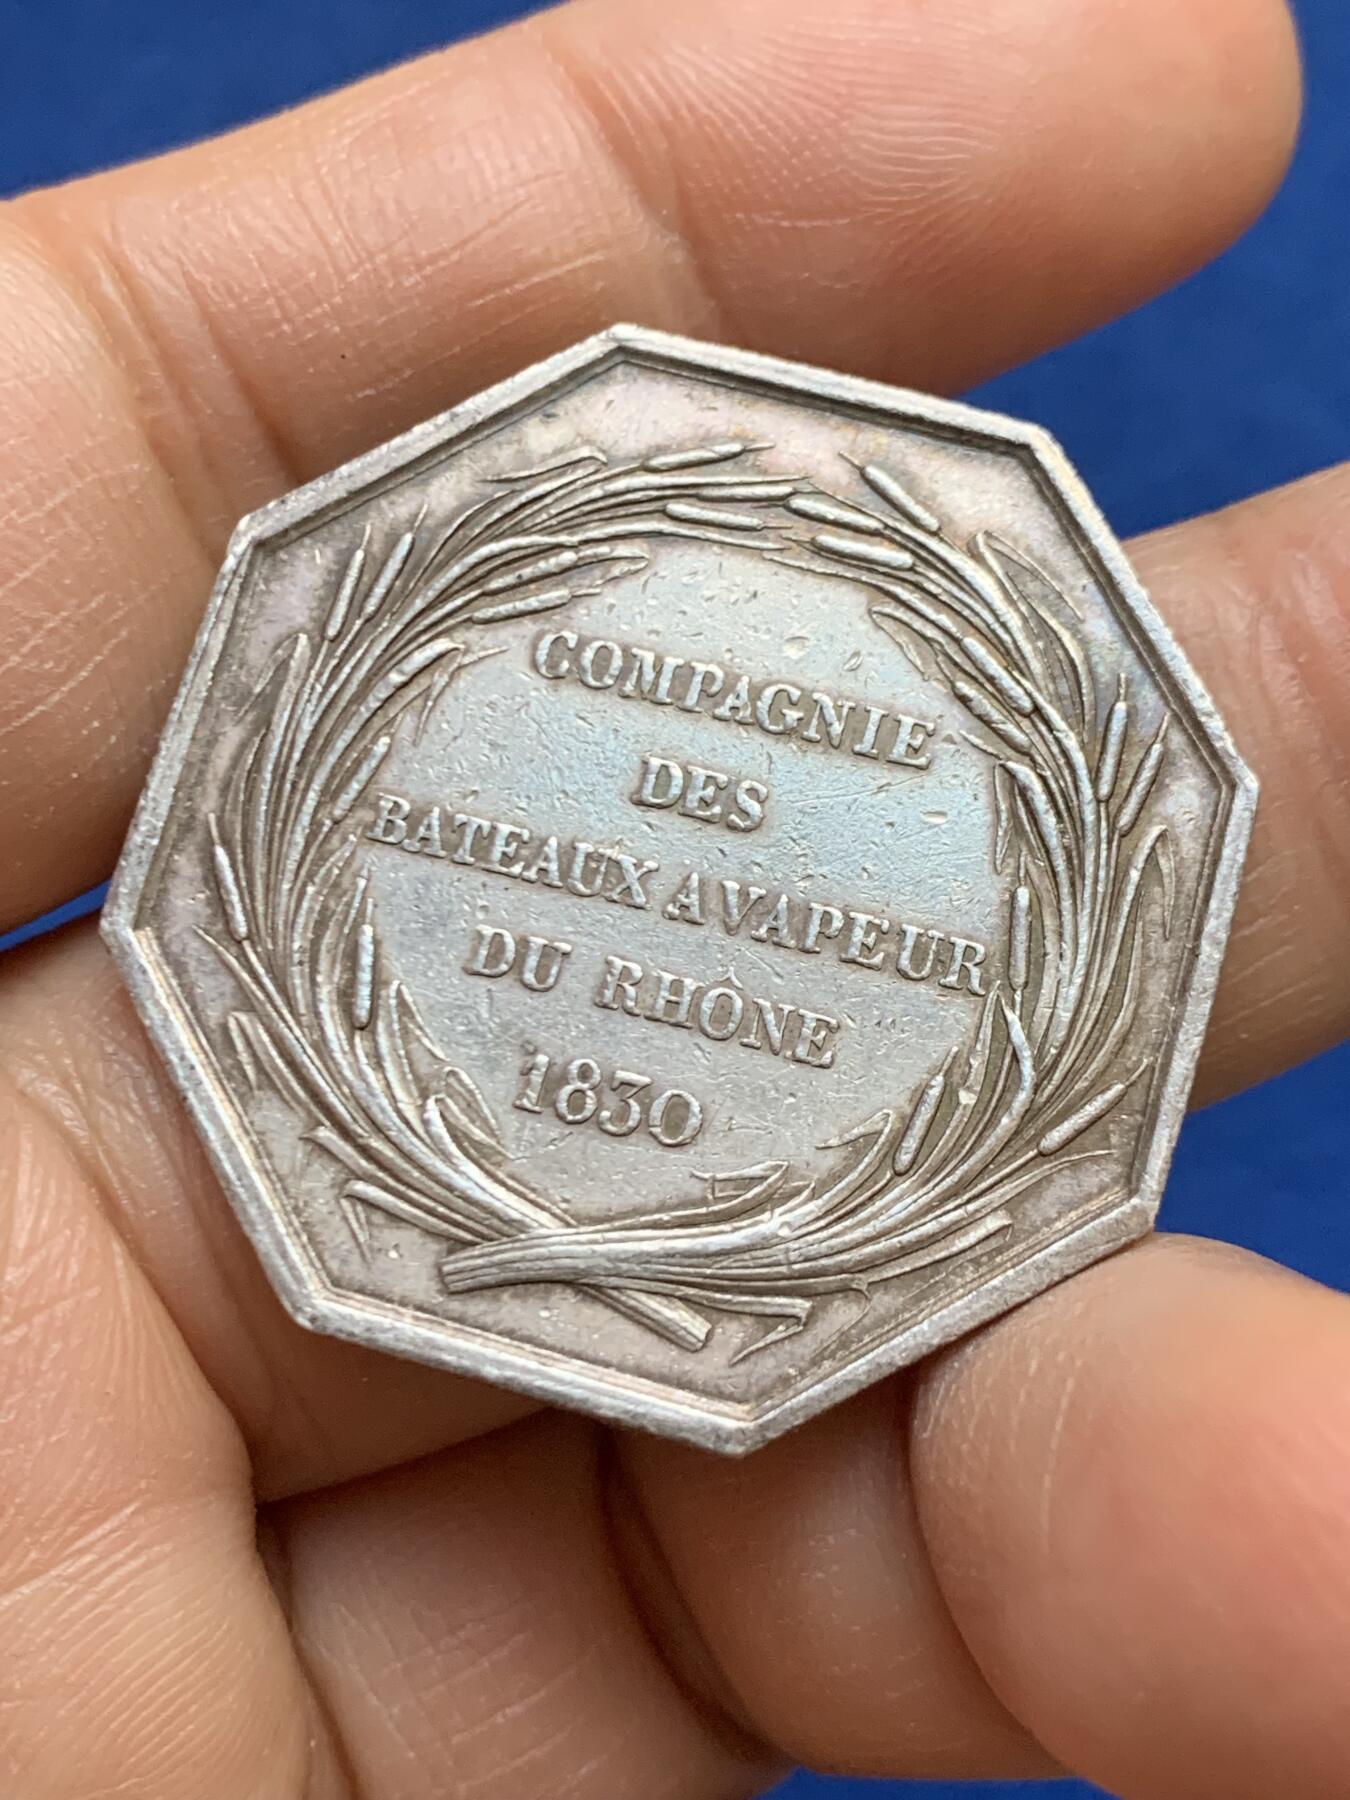 COMPAGNIE
DES
BATEAUX A VAPEUR
DU RHÔNE
1830